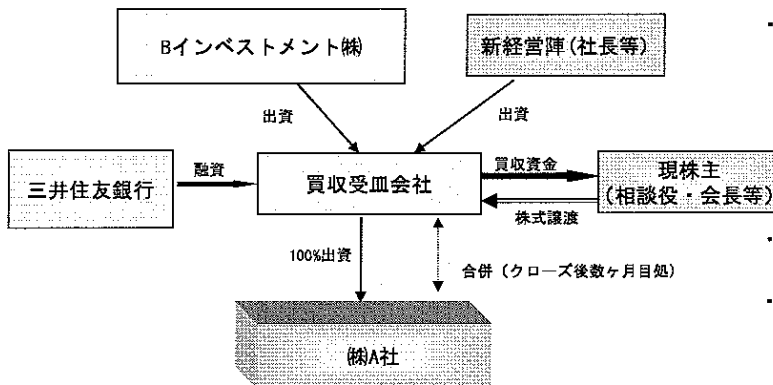 Bインベストメント㈱
新経営陣(社長等)
出資
出資
三井住友銀行
融資
買収受皿会社
買収資金
株式譲渡
現株主
(相談役・会長等)
100%出資
合併（クローズ後数ヶ月目処）
㈱A社